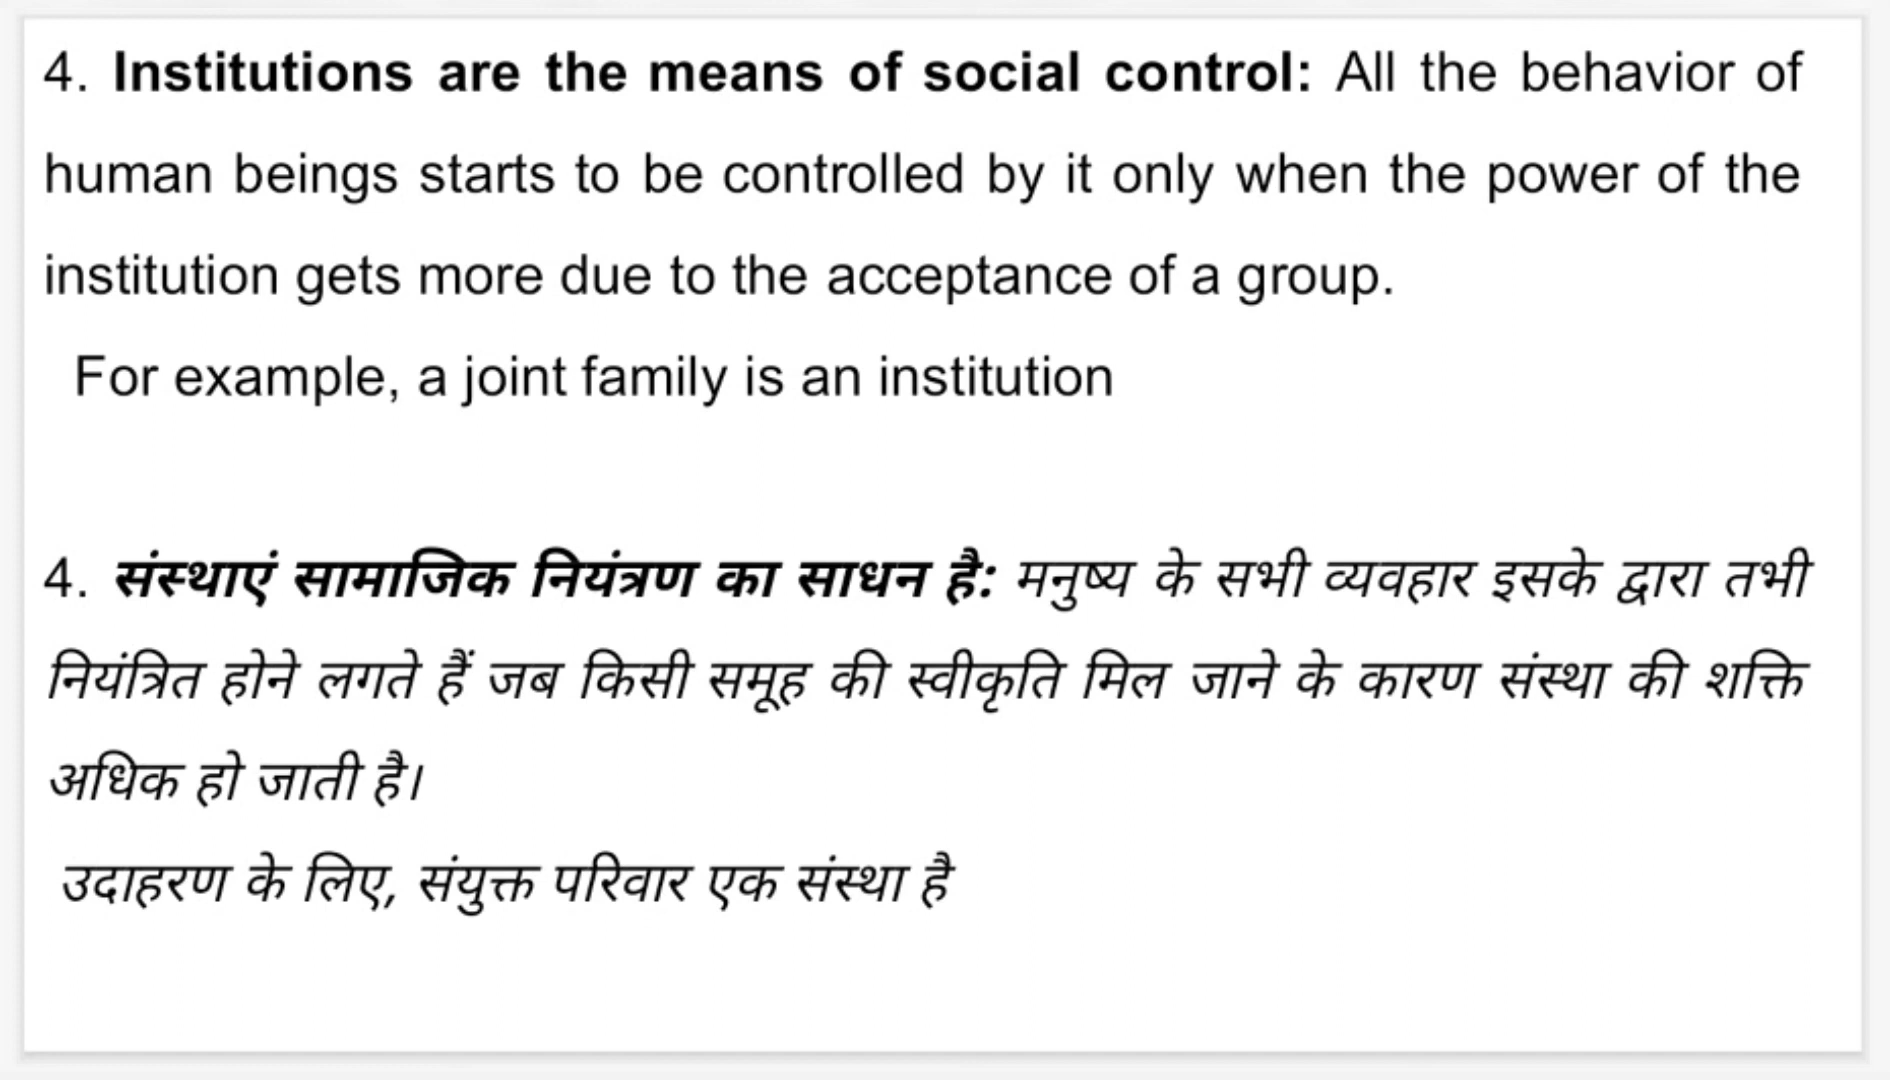 4. Institutions are the means of social control: All the behavior of
human beings starts to be controlled by it only when the power of the
institution gets more due to the acceptance of a group.
For example, a joint family is an institution
4. संस्थाएं सामाजिक नियंत्रण का साधन है: मनुष्य के सभी व्यवहार इसके द्वारा तभी
नियंत्रित होने लगते हैं जब किसी समूह की स्वीकृति मिल जाने के कारण संस्था की शक्ति
अधिक हो जाती है।
उदाहरण के लिए, संयुक्त परिवार एक संस्था है